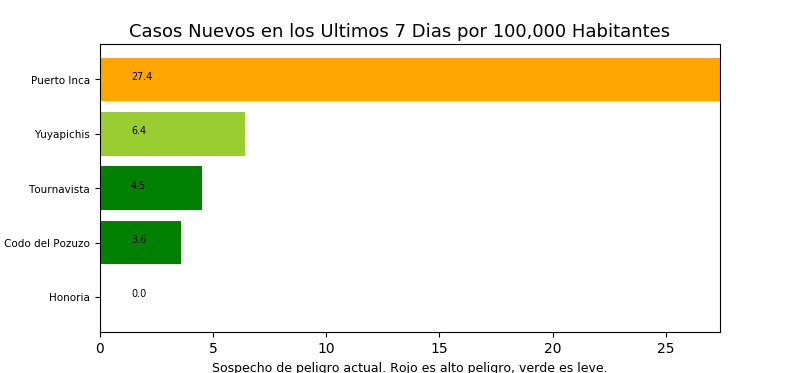 Casos Nuevos en los Ultimos 7 Dias por 100,000 Habitantes
Puerto Inca 27.4
Yuyapichis 6.4
Tournavista 4.5
Codo del Pozuzo 3.6
Honoria 0.0
0 5 10 15 20 25
Sospecho de peligro actual. Rojo es alto peligro, verde es leve.